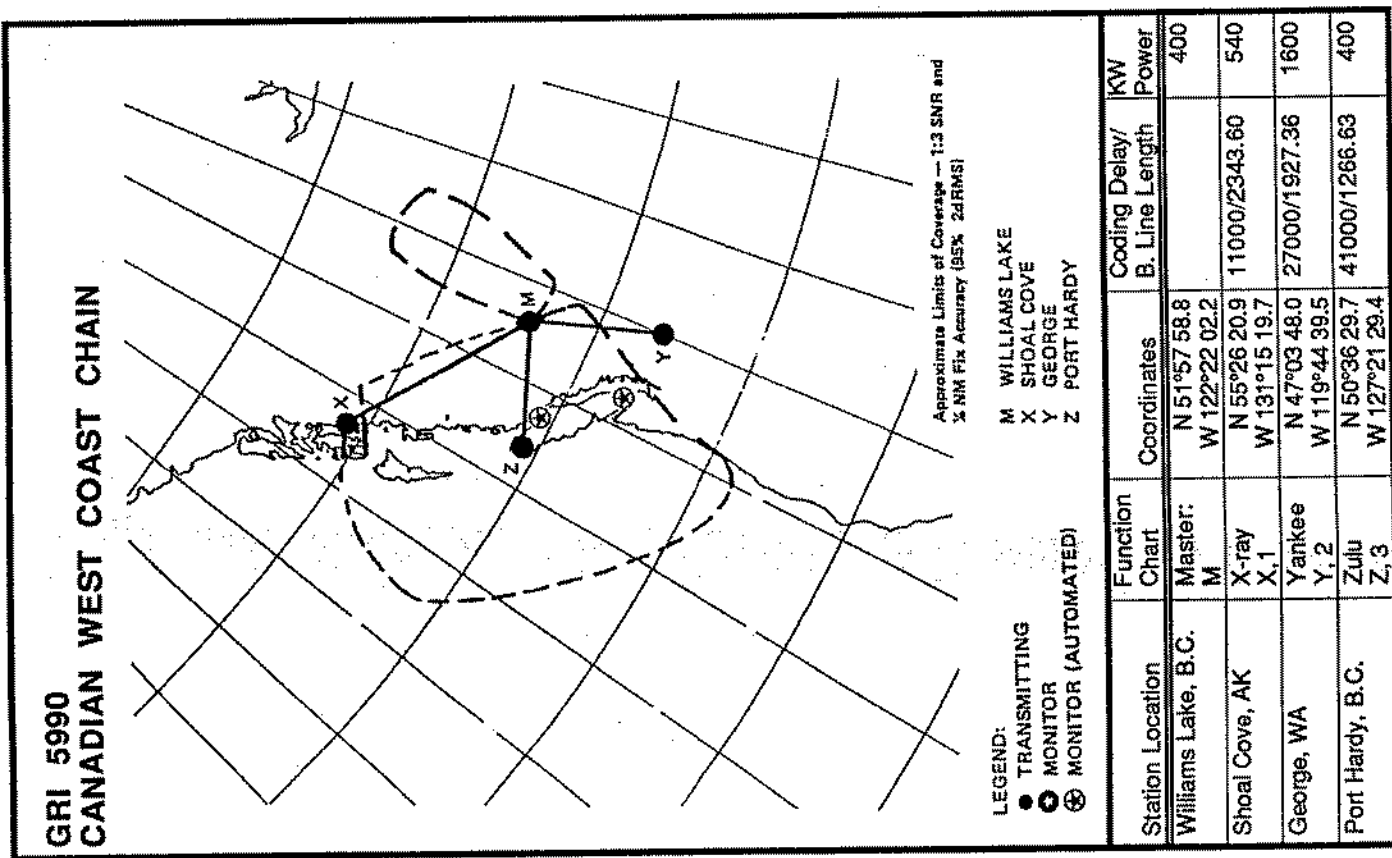 GRI 5990
CANADIAN WEST COAST CHAIN
X
M
Z
Y
Approximate Limits of Coverage — 1:3 SNR and
¼ NM Fix Accuracy (95% 2dRMS)
LEGEND:
● TRANSMITTING
✪ MONITOR
⊛ MONITOR (AUTOMATED)
M WILLIAMS LAKE
X SHOAL COVE
Y GEORGE
Z PORT HARDY
Station Location Function Chart Coordinates Coding Delay/ B. Line Length KW Power
Williams Lake, B.C. Master: M N 51°57 58.8 W 122°22 02.2 400
Shoal Cove, AK X-ray X,1 N 55°26 20.9 W 131°15 19.7 11000/2343.60 540
George, WA Yankee Y, 2 N 47°03 48.0 W 119°44 39.5 27000/1927.36 1600
Port Hardy, B.C. Zulu Z,3 N 50°36 29.7 W 127°21 29.4 41000/1266.63 400